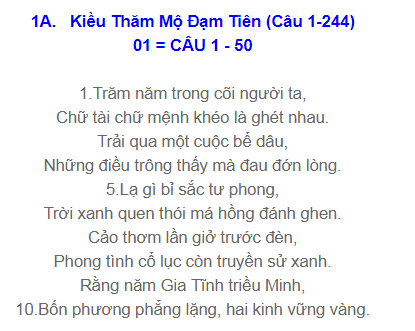 1A. Kiều Thăm Mộ Đạm Tiên (Câu 1-244)
01 = CÂU 1 - 50
1.Trăm năm trong cõi người ta,
Chữ tài chữ mệnh khéo là ghét nhau.
Trải qua một cuộc bể dâu,
Những điều trông thấy mà đau đớn lòng.
5.Lạ gì bỉ sắc tư phong,
Trời xanh quen thói má hồng đánh ghen.
Cảo thơm lần giở trước đèn,
Phong tình cổ lục còn truyền sử xanh.
Rằng năm Gia Tĩnh triều Minh,
10.Bốn phương phẳng lặng, hai kinh vững vàng.